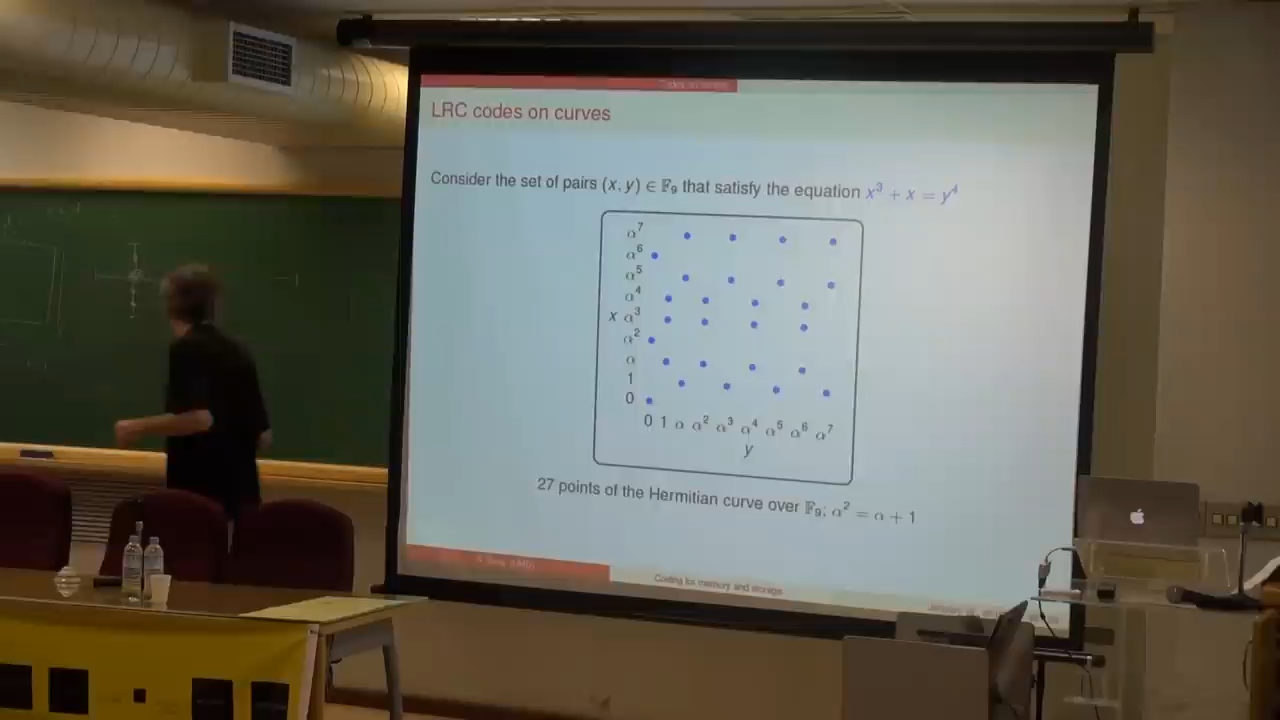 LRC codes on curves
Consider the set of pairs (x, y) ∈ 𝔽₉ that satisfy the equation x³ + x = y⁴
α⁷
α⁶
α⁵
α⁴
x α³
α²
α
1
0
0 1 α α² α³ α⁴ α⁵ α⁶ α⁷
y
27 points of the Hermitian curve over 𝔽₉; α² = α + 1
Coding for memory and storage